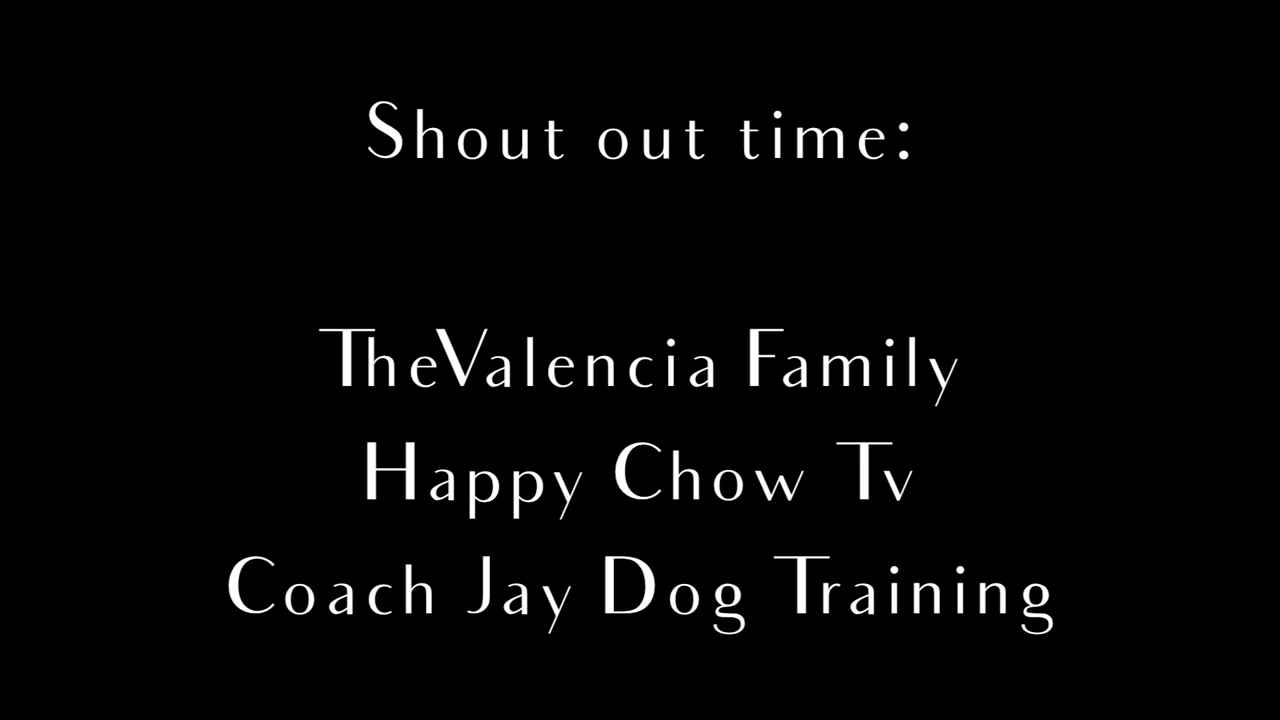 Shout out time:
TheValencia Family
Happy Chow Tv
Coach Jay Dog Training